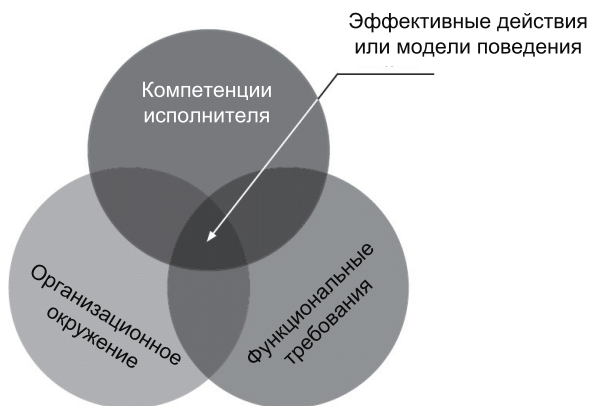 Эффективные действия
или модели поведения
Компетенции
исполнителя
Организационное
окружение
Функциональные
требования